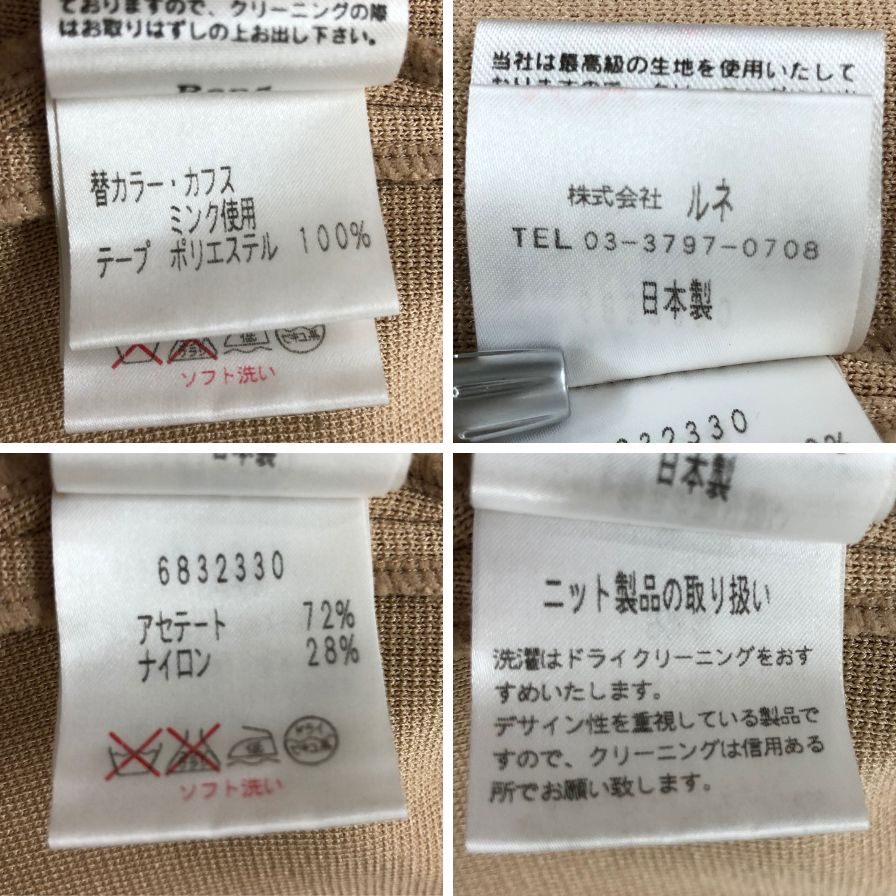 ておりますので、クリーニングの際
はお取りはずしの上お出し下さい。
替カラー・カフス
ミンク使用
テープ ポリエステル 100%
ソフト洗い
当社は最高級の生地を使用いたして
株式会社 ルネ
TEL 03-3797-0708
日本製
日本製
6832330
アセテート 72%
ナイロン 28%
ドライ
セキユ系
ソフト洗い
日本製
ニット製品の取り扱い
洗濯はドライクリーニングをおす
すめいたします。
デザイン性を重視している製品で
すので、クリーニングは信用ある
所でお願い致します。